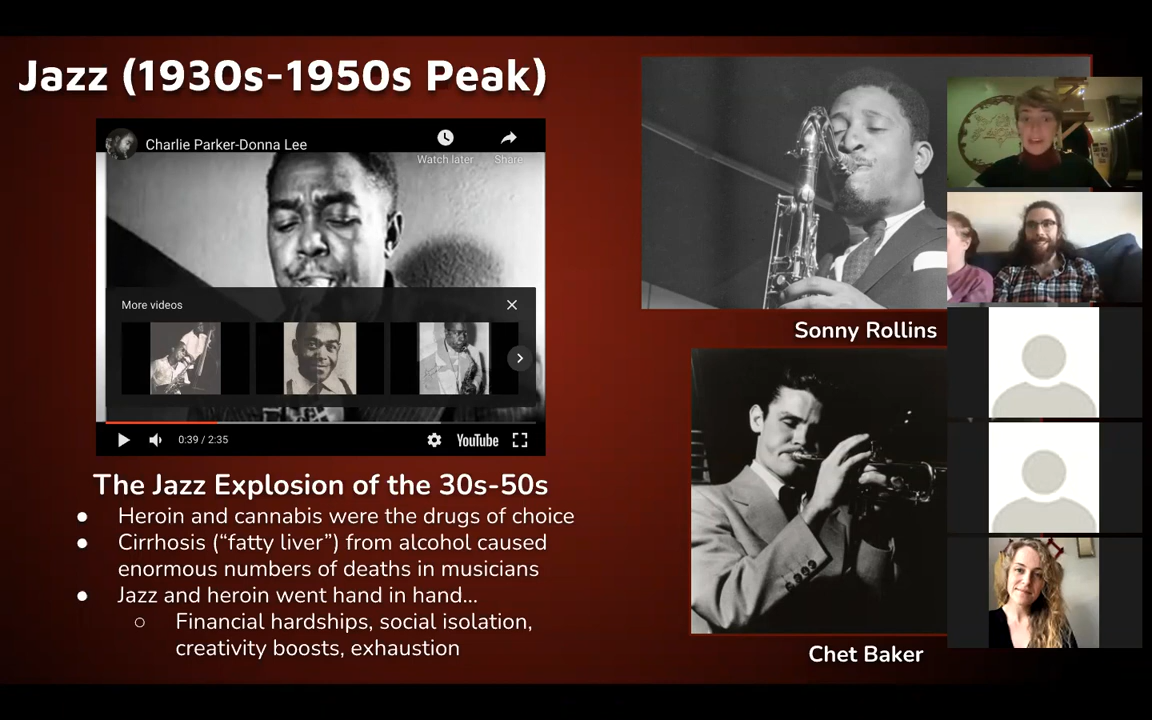 Jazz (1930s-1950s Peak)
Charlie Parker-Donna Lee
Watch later
Share
More videos
0:39 / 2:35
YouTube
The Jazz Explosion of the 30s-50s
● Heroin and cannabis were the drugs of choice
● Cirrhosis (“fatty liver”) from alcohol caused
enormous numbers of deaths in musicians
● Jazz and heroin went hand in hand...
○ Financial hardships, social isolation,
creativity boosts, exhaustion
Sonny Rollins
Chet Baker